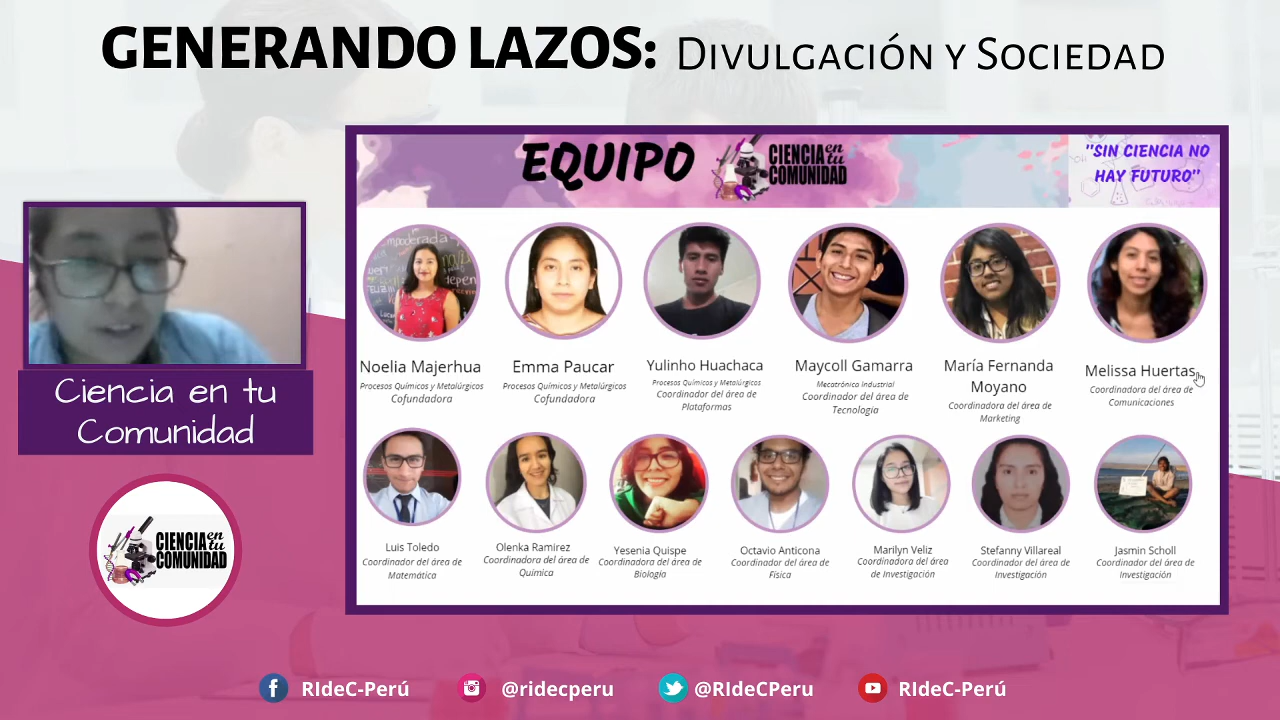 GENERANDO LAZOS: DIVULGACIÓN Y SOCIEDAD
EQUIPO
CIENCIA en tu COMUNIDAD
"SIN CIENCIA NO
HAY FUTURO"
Noelia Majerhua
Procesos Químicos y Metalúrgicos
Cofundadora
Emma Paucar
Procesos Químicos y Metalúrgicos
Cofundadora
Yulinho Huachaca
Procesos Químicos y Metalúrgicos
Coordinador del área de
Plataformas
Maycoll Gamarra
Mecatrónica Industrial
Coordinador del área de
Tecnología
María Fernanda
Moyano
Coordinadora del área de
Marketing
Melissa Huertas
Coordinadora del área de
Comunicaciones
Luis Toledo
Coordinadora del área de
Matemática
Olenka Ramirez
Coordinadora del área de
Química
Yesenia Quispe
Coordinadora del área de
Biología
Octavio Anticona
Coordinadora del área de
Física
Marilyn Veliz
Coordinadora del área
de Investigación
Stefanny Villareal
Coordinadora del área de
Investigación
Jasmin Scholl
Coordinadora del área de
Investigación
Ciencia en tu
Comunidad
CIENCIA en tu COMUNIDAD
RIdeC-Perú
@ridecperu
@RIdeCPeru
RIdeC-Perú